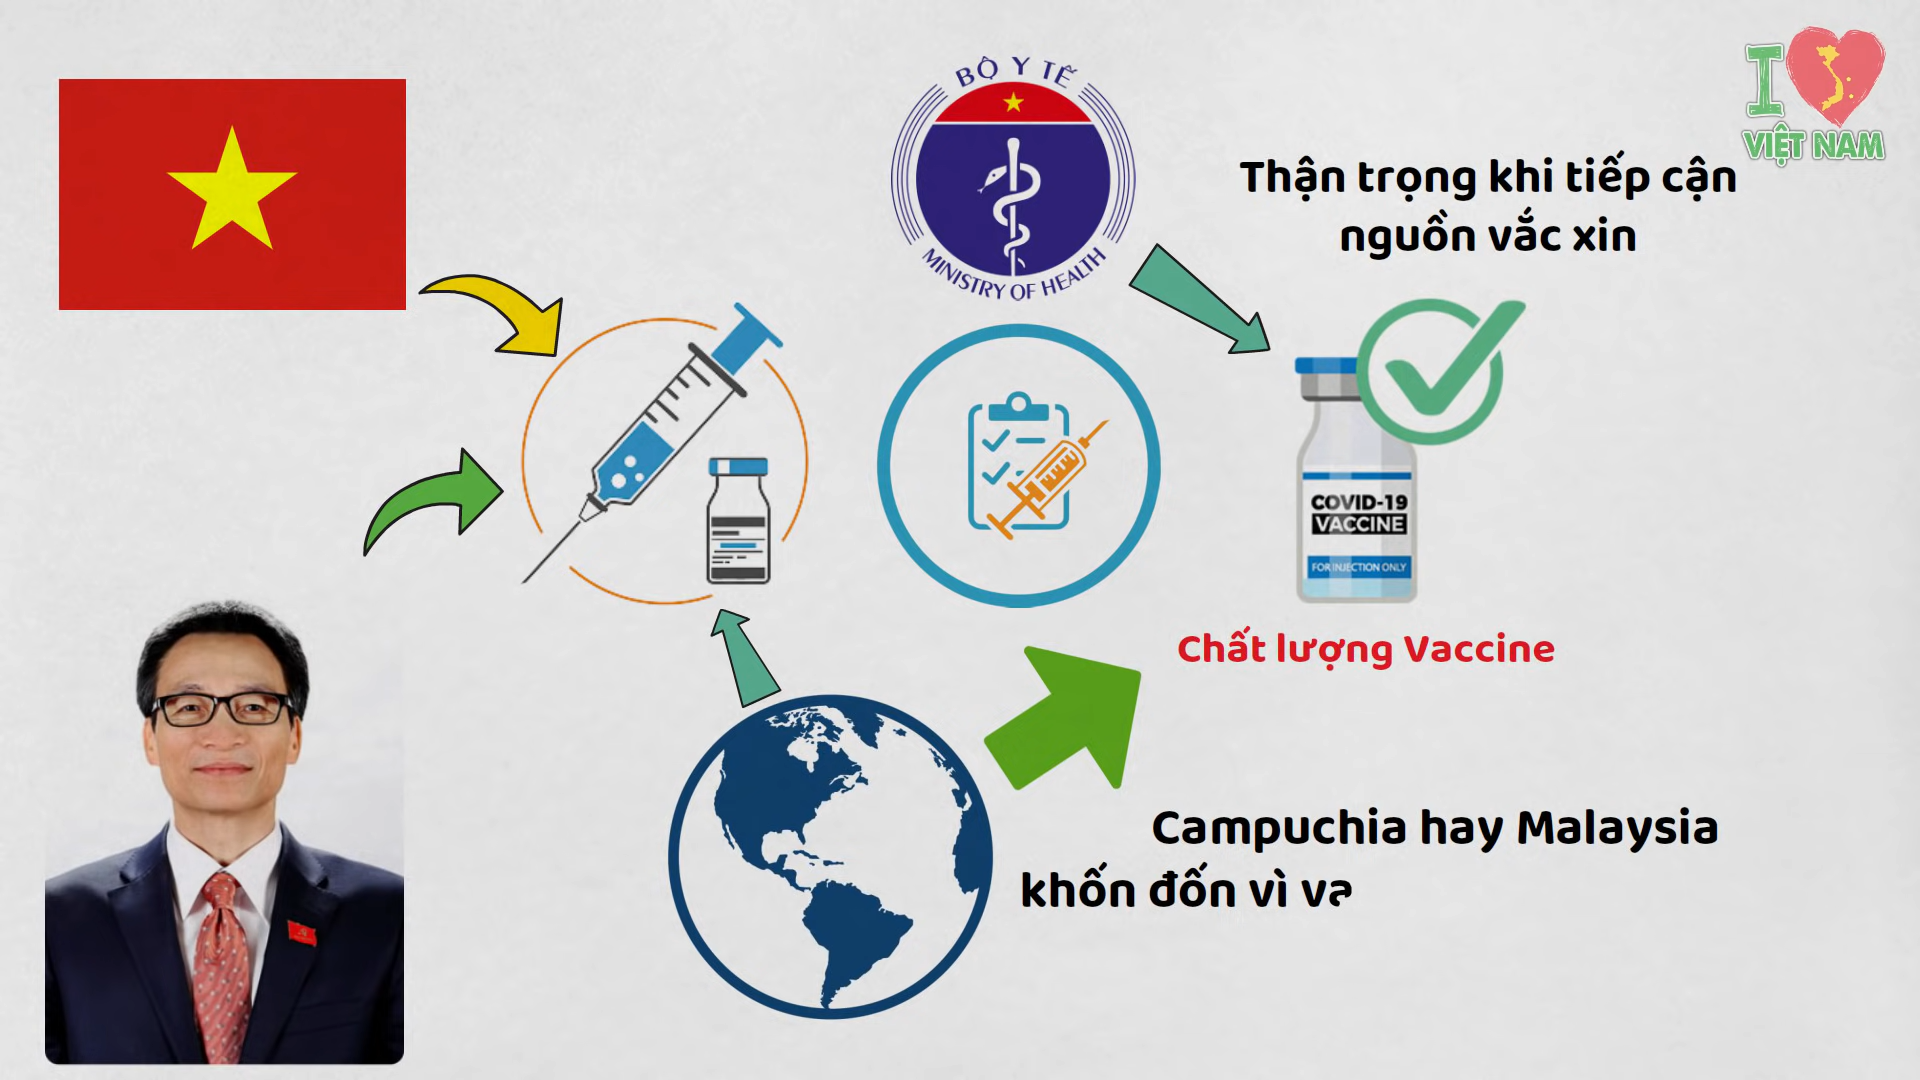 BỘ Y TẾ
MINISTRY OF HEALTH
I
VIỆT NAM
Thận trọng khi tiếp cận
nguồn vắc xin
COVID-19
VACCINE
FOR INJECTION ONLY
Chất lượng Vaccine
Campuchia hay Malaysia
khốn đốn vì